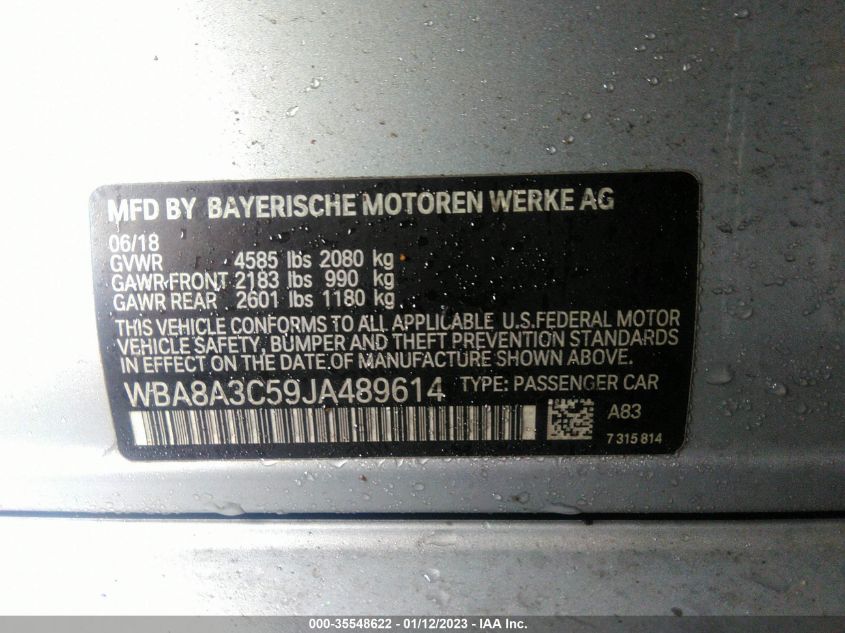 MFD BY BAYERISCHE MOTOREN WERKE AG
06/18
GVWR 4585 lbs 2080 kg
GAWR FRONT 2183 lbs 990 kg
GAWR REAR 2601 lbs 1180 kg
THIS VEHICLE CONFORMS TO ALL APPLICABLE U.S.FEDERAL MOTOR
VEHICLE SAFETY, BUMPER AND THEFT PREVENTION STANDARDS
IN EFFECT ON THE DATE OF MANUFACTURE SHOWN ABOVE.
WBA8A3C59JA489614 TYPE: PASSENGER CAR
A83
7 315 814
000-35548622 - 01/12/2023 - IAA Inc.